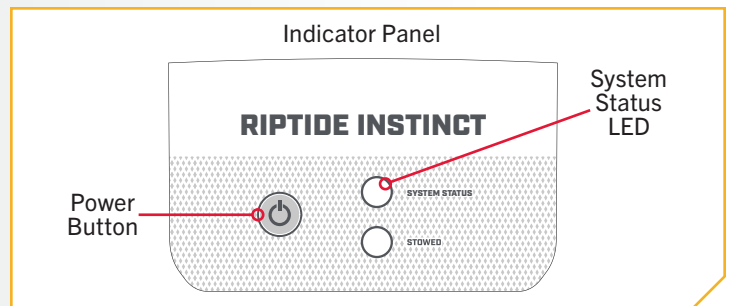 Indicator Panel
System
Status
LED
RIPTIDE INSTINCT
SYSTEM STATUS
Power
Button
STOWED